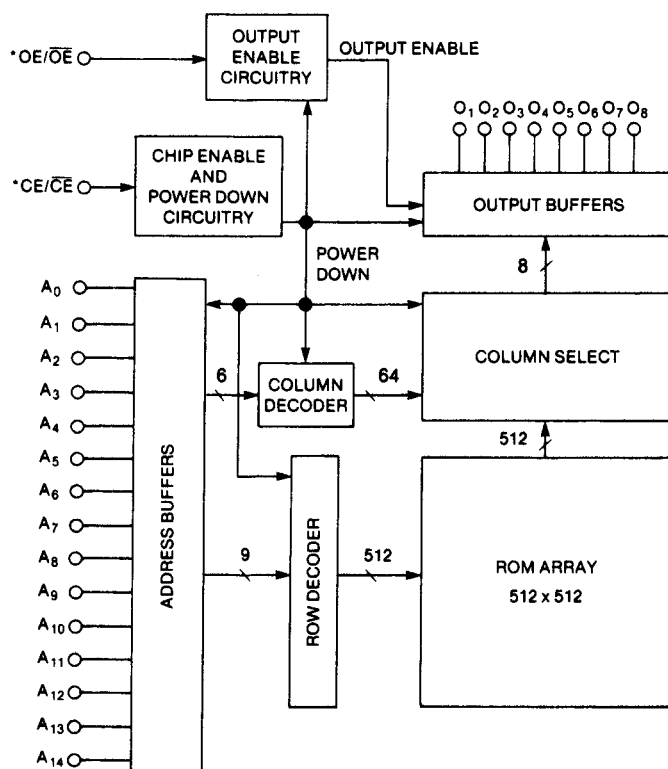 *OE/O̅E̅
OUTPUT
ENABLE
CIRCUITRY
OUTPUT ENABLE
O1 O2 O3 O4 O5 O6 O7 O8
*CE/C̅E̅
CHIP ENABLE
AND
POWER DOWN
CIRCUITRY
OUTPUT BUFFERS
POWER
DOWN
8
A0
A1
A2
A3
A4
A5
A6
A7
A8
A9
A10
A11
A12
A13
A14
ADDRESS BUFFERS
6
COLUMN
DECODER
64
COLUMN SELECT
512
9
ROW DECODER
512
ROM ARRAY
512 x 512